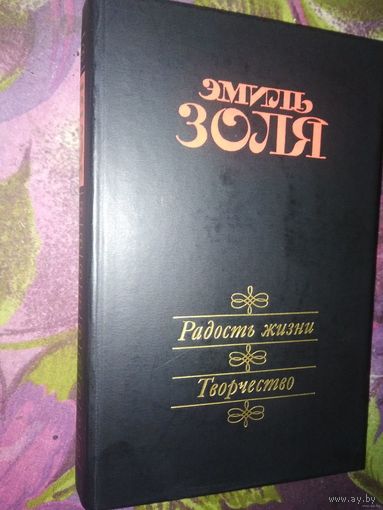 ЭМИЛЬ
ЗОЛЯ
Радость жизни
Творчество
www.ay.by